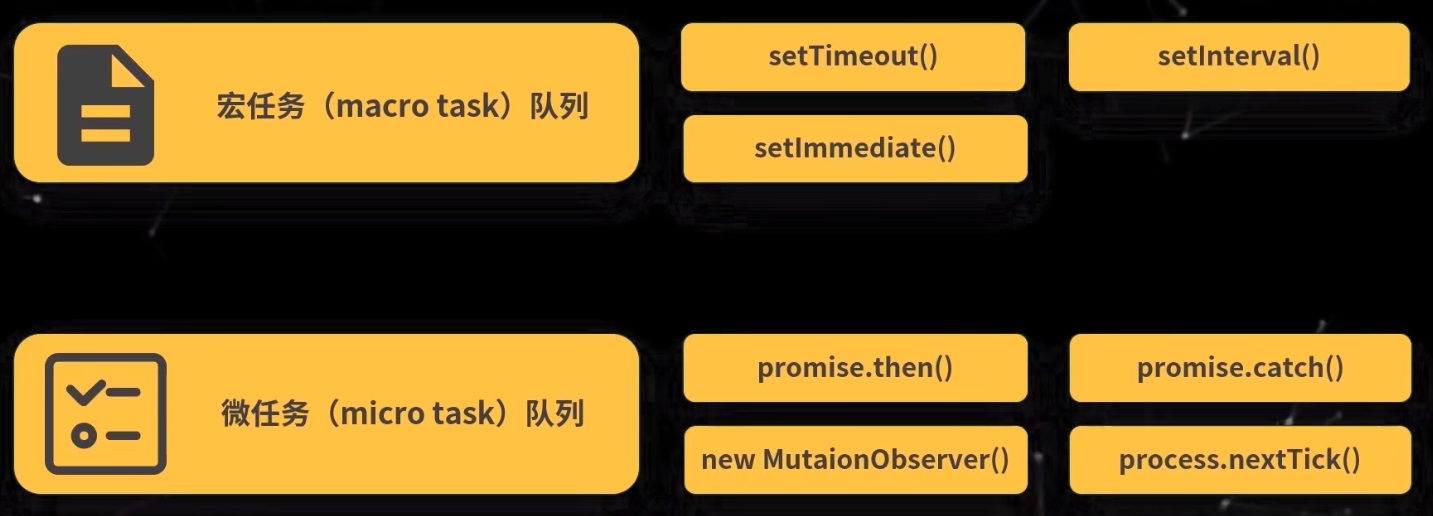 宏任务（macro task）队列
setTimeout()
setInterval()
setImmediate()
微任务（micro task）队列
promise.then()
promise.catch()
new MutaionObserver()
process.nextTick()